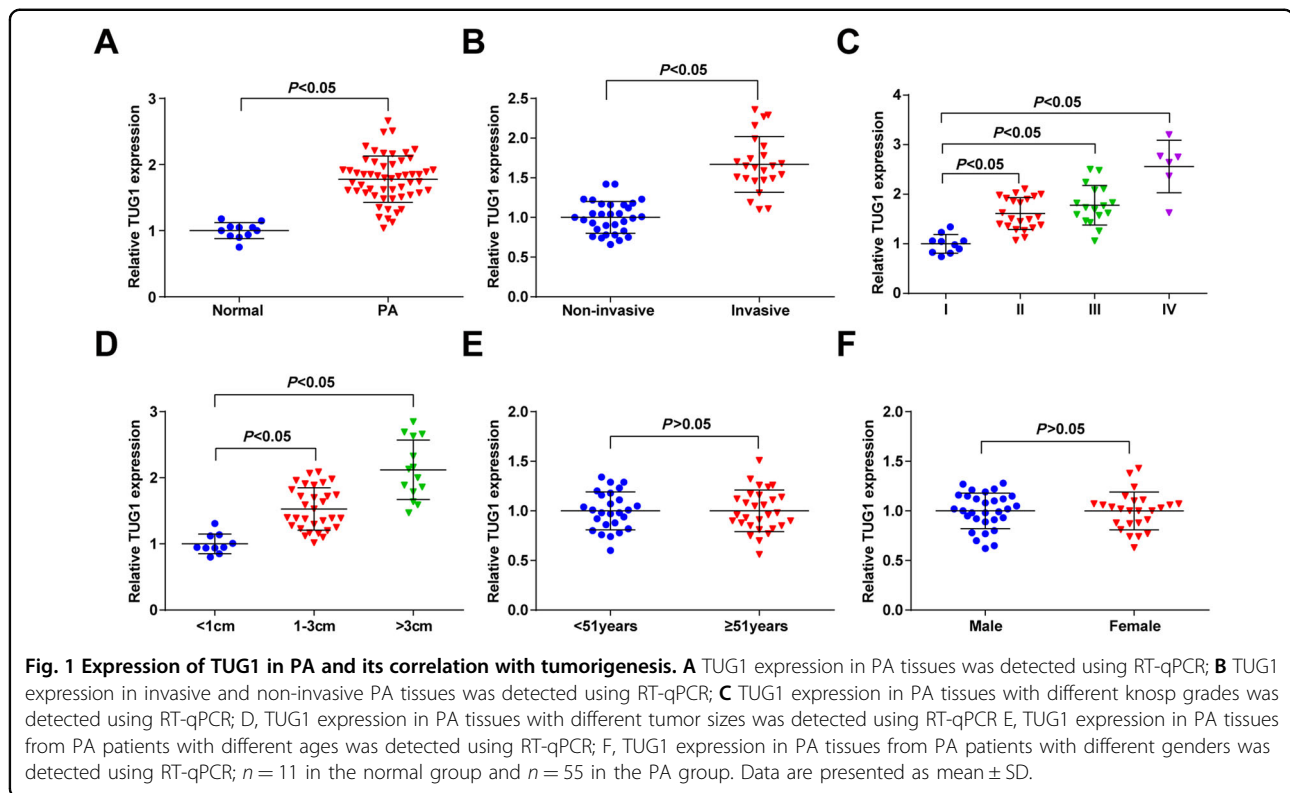 A
P<0.05
Relative TUG1 expression
3
2
1
0
Normal
PA
B
P<0.05
Relative TUG1 expression
2.5
2.0
1.5
1.0
0.5
0.0
Non-invasive
Invasive
C
P<0.05
P<0.05
P<0.05
Relative TUG1 expression
4
3
2
1
0
I
II
III
IV
D
P<0.05
P<0.05
Relative TUG1 expression
3
2
1
0
<1cm
1-3cm
>3cm
E
P>0.05
Relative TUG1 expression
2.0
1.5
1.0
0.5
0.0
<51years
≥51years
F
P>0.05
Relative TUG1 expression
2.0
1.5
1.0
0.5
0.0
Male
Female
Fig. 1 Expression of TUG1 in PA and its correlation with tumorigenesis. A TUG1 expression in PA tissues was detected using RT-qPCR; B TUG1
expression in invasive and non-invasive PA tissues was detected using RT-qPCR; C TUG1 expression in PA tissues with different knosp grades was
detected using RT-qPCR; D, TUG1 expression in PA tissues with different tumor sizes was detected using RT-qPCR E, TUG1 expression in PA tissues
from PA patients with different ages was detected using RT-qPCR; F, TUG1 expression in PA tissues from PA patients with different genders was
detected using RT-qPCR; n = 11 in the normal group and n = 55 in the PA group. Data are presented as mean ± SD.